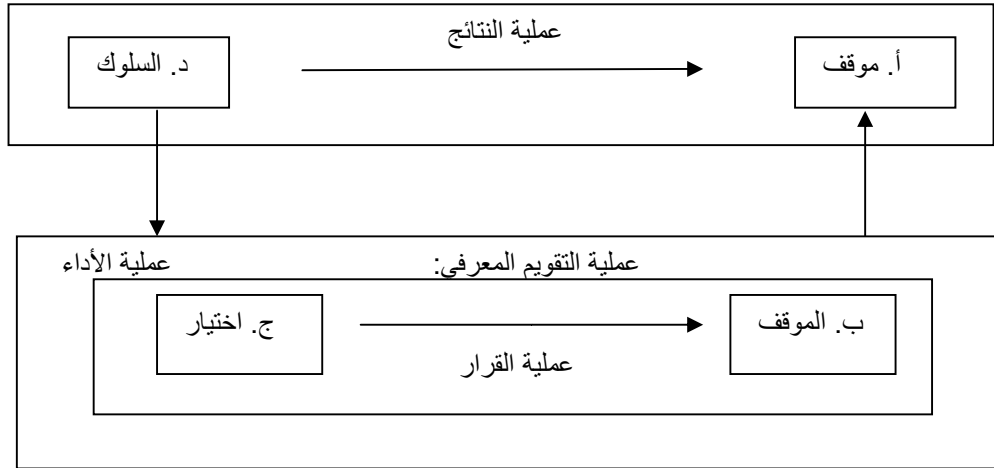 عملية النتائج
أ. موقف
د. السلوك
عملية التقويم المعرفي:
عملية الأداء
ب. الموقف
ج. اختيار
عملية القرار